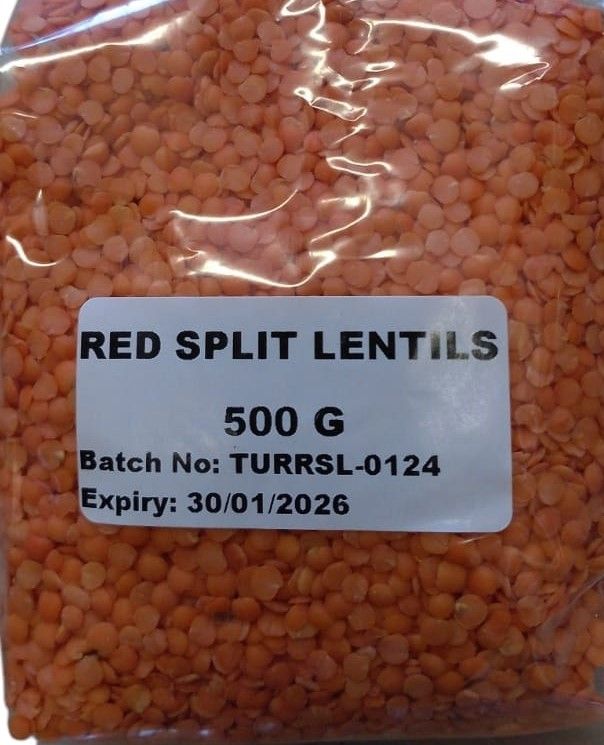 RED SPLIT LENTILS
500 G
Batch No: TURRSL-0124
Expiry: 30/01/2026